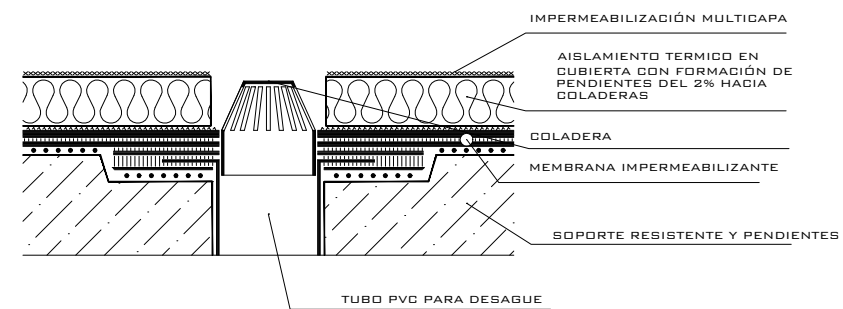 IMPERMEABILIZACIÓN MULTICAPA
AISLAMIENTO TERMICO EN
CUBIERTA CON FORMACIÓN DE
PENDIENTES DEL 2% HACIA
COLADERAS
COLADERA
MEMBRANA IMPERMEABILIZANTE
SOPORTE RESISTENTE Y PENDIENTES
TUBO PVC PARA DESAGUE